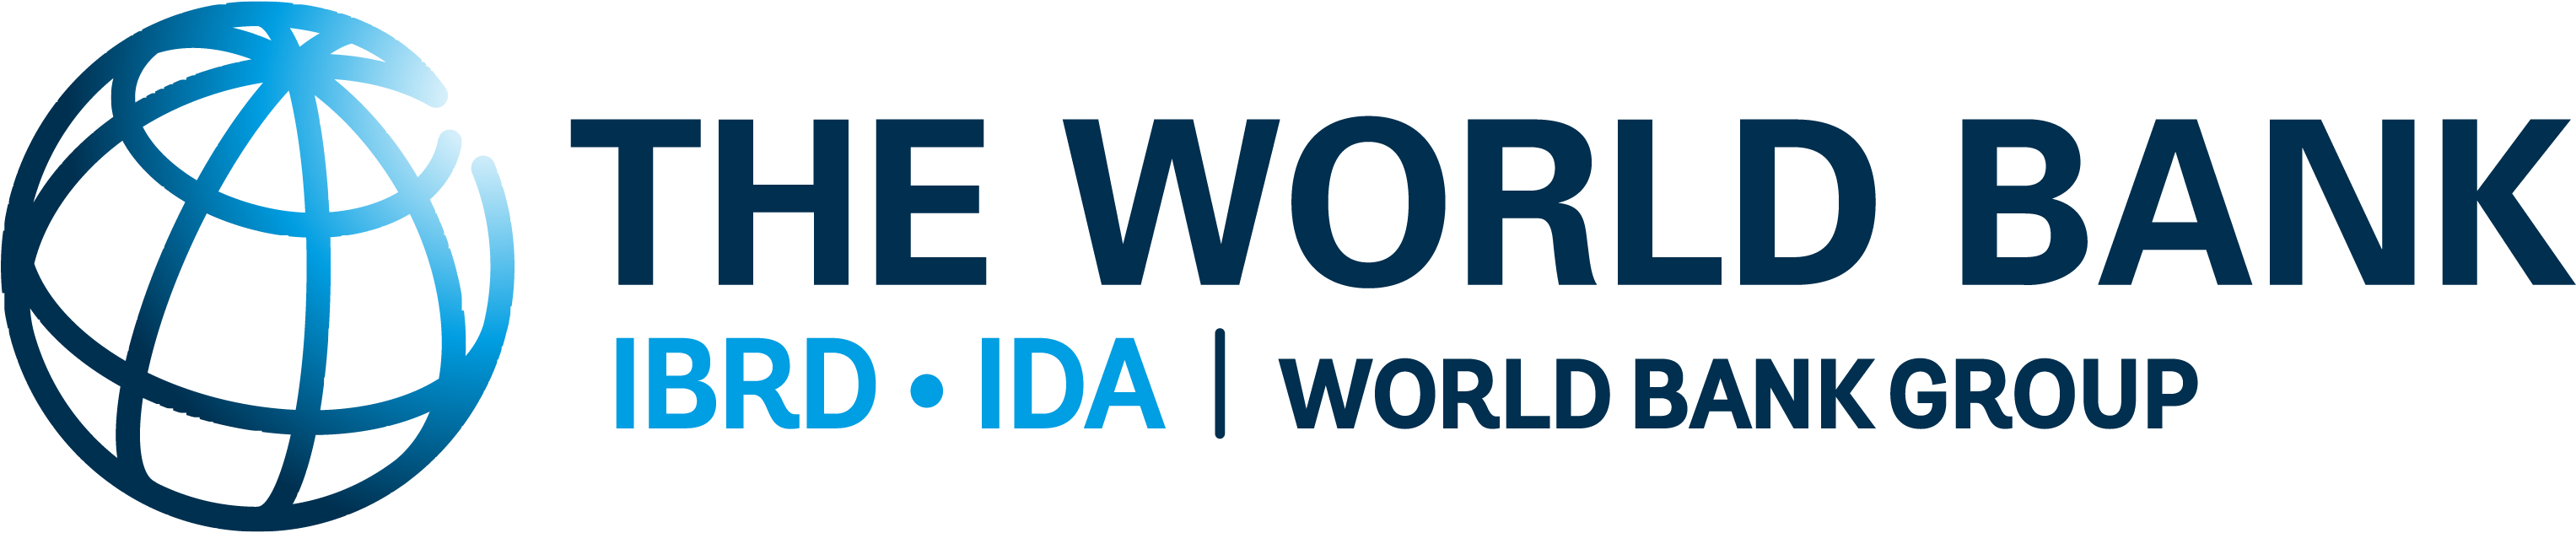 THE WORLD BANK
IBRD • IDA | WORLD BANK GROUP